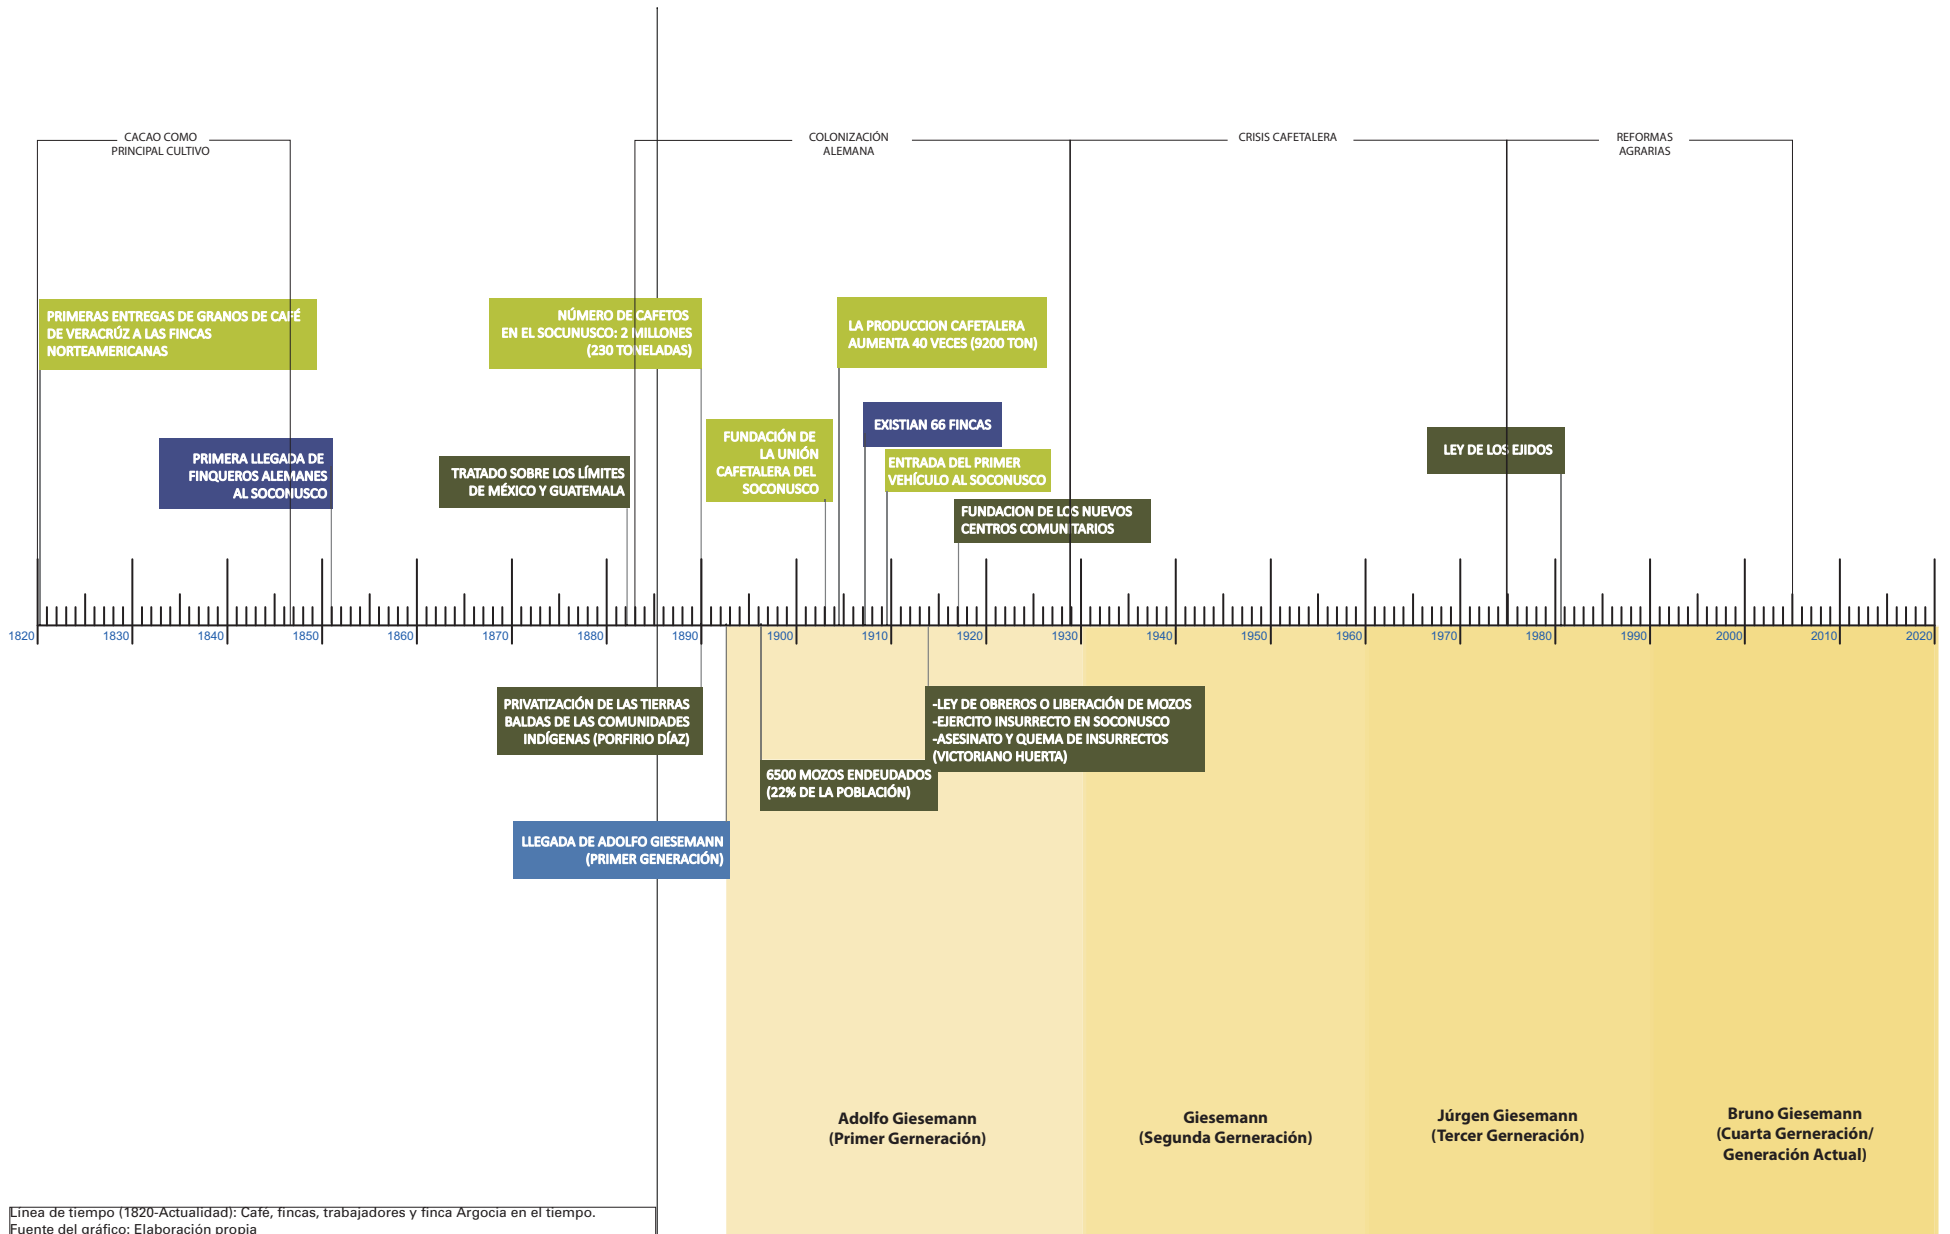 CACAO COMO
PRINCIPAL CULTIVO
COLONIZACIÓN
ALEMANA
CRISIS CAFETALERA
REFORMAS
AGRARIAS
PRIMERAS ENTREGAS DE GRANOS DE CAFÉ
DE VERACRÚZ A LAS FINCAS
NORTEAMERICANAS
NÚMERO DE CAFETOS
EN EL SOCUNUSCO: 2 MILLONES
(230 TONELADAS)
LA PRODUCCION CAFETALERA
AUMENTA 40 VECES (9200 TON)
EXISTIAN 66 FINCAS
PRIMERA LLEGADA DE
FINQUEROS ALEMANES
AL SOCONUSCO
TRATADO SOBRE LOS LÍMITES
DE MÉXICO Y GUATEMALA
FUNDACIÓN DE
LA UNIÓN
CAFETALERA DEL
SOCONUSCO
ENTRADA DEL PRIMER
VEHÍCULO AL SOCONUSCO
LEY DE LOS EJIDOS
FUNDACION DE LOS NUEVOS
CENTROS COMUNITARIOS
1820 1830 1840 1850 1860 1870 1880 1890 1900 1910 1920 1930 1940 1950 1960 1970 1980 1990 2000 2010 2020
PRIVATIZACIÓN DE LAS TIERRAS
BALDAS DE LAS COMUNIDADES
INDÍGENAS (PORFIRIO DÍAZ)
-LEY DE OBREROS O LIBERACIÓN DE MOZOS
-EJERCITO INSURRECTO EN SOCONUSCO
-ASESINATO Y QUEMA DE INSURRECTOS
(VICTORIANO HUERTA)
6500 MOZOS ENDEUDADOS
(22% DE LA POBLACIÓN)
LLEGADA DE ADOLFO GIESEMANN
(PRIMER GENERACIÓN)
Adolfo Giesemann
(Primer Gerneración)
Giesemann
(Segunda Gerneración)
Júrgen Giesemann
(Tercer Gerneración)
Bruno Giesemann
(Cuarta Gerneración/
Generación Actual)
Línea de tiempo (1820-Actualidad): Café, fincas, trabajadores y finca Argocia en el tiempo.
Fuente del gráfico: Elaboración propia